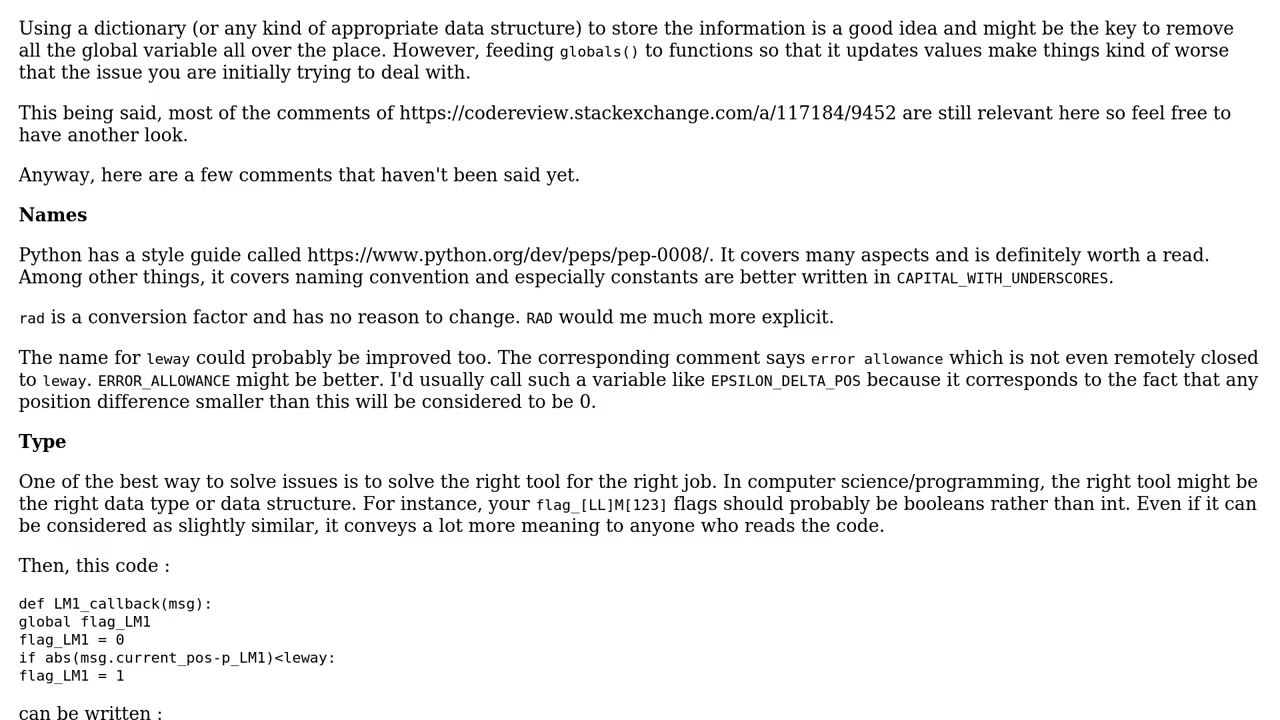 Using a dictionary (or any kind of appropriate data structure) to store the information is a good idea and might be the key to remove
all the global variable all over the place. However, feeding globals() to functions so that it updates values make things kind of worse
that the issue you are initially trying to deal with.
This being said, most of the comments of https://codereview.stackexchange.com/a/117184/9452 are still relevant here so feel free to
have another look.
Anyway, here are a few comments that haven't been said yet.
Names
Python has a style guide called https://www.python.org/dev/peps/pep-0008/. It covers many aspects and is definitely worth a read.
Among other things, it covers naming convention and especially constants are better written in CAPITAL_WITH_UNDERSCORES.
rad is a conversion factor and has no reason to change. RAD would me much more explicit.
The name for leway could probably be improved too. The corresponding comment says error allowance which is not even remotely closed
to leway. ERROR_ALLOWANCE might be better. I'd usually call such a variable like EPSILON_DELTA_POS because it corresponds to the fact that any
position difference smaller than this will be considered to be 0.
Type
One of the best way to solve issues is to solve the right tool for the right job. In computer science/programming, the right tool might be
the right data type or data structure. For instance, your flag_[LL]M[123] flags should probably be booleans rather than int. Even if it can
be considered as slightly similar, it conveys a lot more meaning to anyone who reads the code.
Then, this code :
def LM1_callback(msg):
global flag_LM1
flag_LM1 = 0
if abs(msg.current_pos-p_LM1)<leway:
flag_LM1 = 1
can be written :